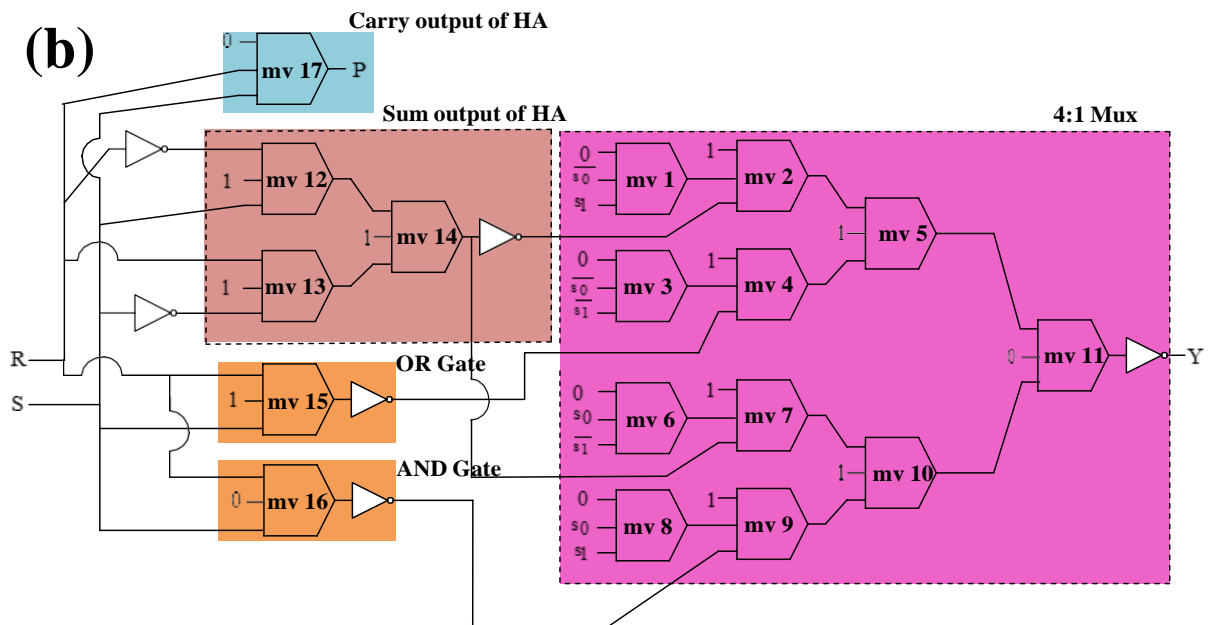 Carry output of HA
(b)
0
mv 17
P
Sum output of HA
4:1 Mux
mv 12
1
mv 14
1
mv 13
1
0
s0
s1
mv 1
1
mv 2
0
s0
s1
mv 3
1
mv 4
1
mv 5
R
S
OR Gate
1
mv 15
AND Gate
0
mv 16
0
s0
s1
mv 6
1
mv 7
0
s0
s1
mv 8
1
mv 9
1
mv 10
0
mv 11
Y